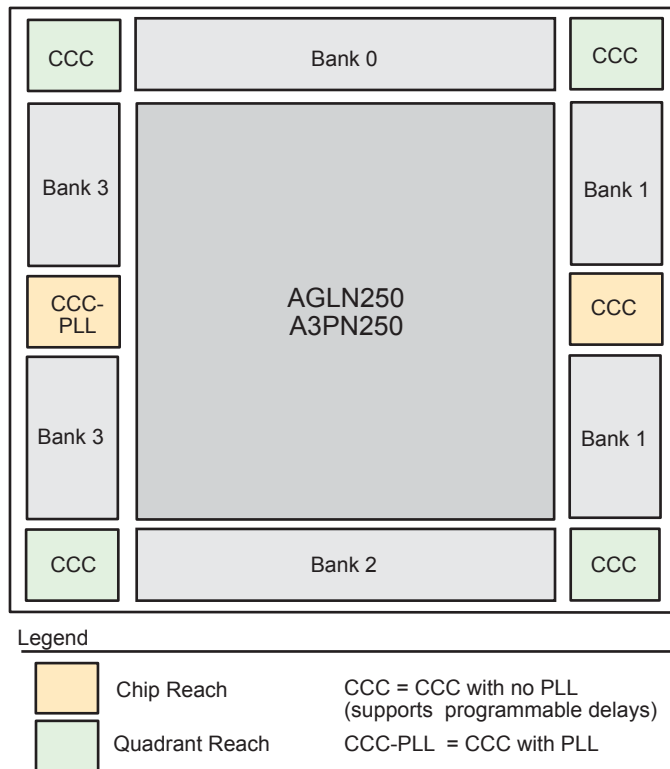 CCC
Bank 0
CCC
Bank 3
Bank 1
CCC-
PLL
AGLN250
A3PN250
CCC
Bank 3
Bank 1
CCC
Bank 2
CCC
Legend
Chip Reach
CCC = CCC with no PLL
(supports programmable delays)
Quadrant Reach
CCC-PLL = CCC with PLL